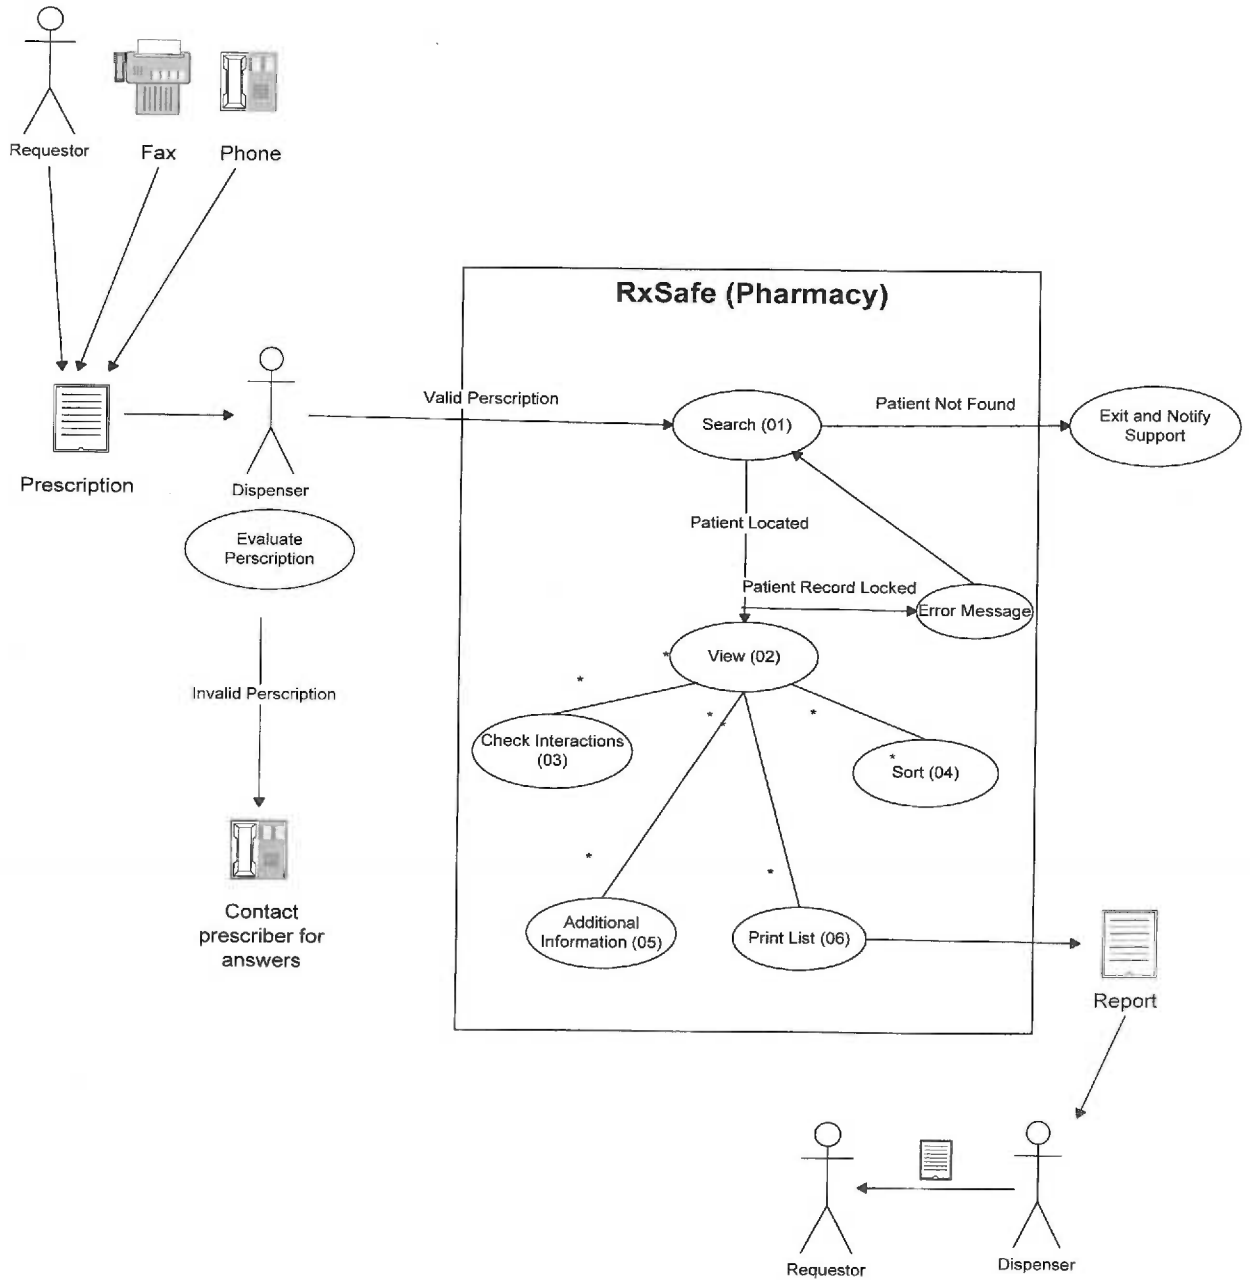 Requestor
Fax
Phone
RxSafe (Pharmacy)
Valid Perscription
Search (01)
Patient Not Found
Exit and Notify
Support
Prescription
Dispenser
Evaluate
Perscription
Patient Located
Patient Record Locked
Error Message
View (02)
*
*
Invalid Perscription
*
*
*
Check Interactions
(03)
*
Sort (04)
*
*
Contact
prescriber for
answers
Additional
Information (05)
Print List (06)
Report
Requestor
Dispenser